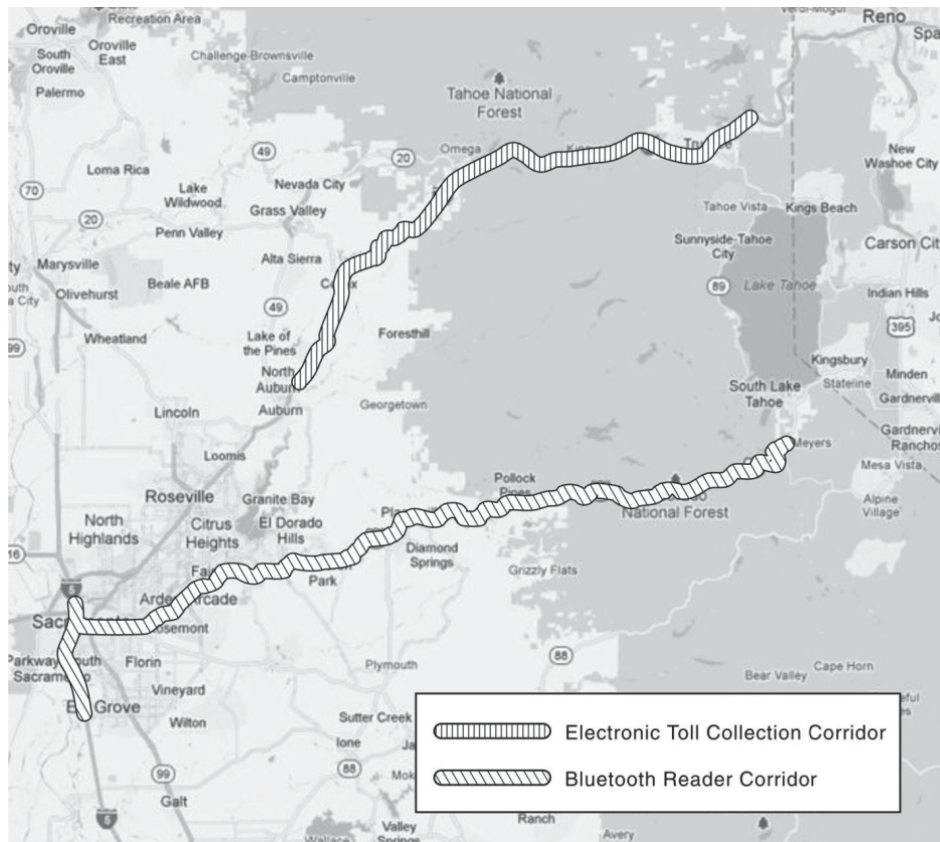 Recreation Area
Reno
Oroville
Oroville
East
South
Oroville
Challenge-Brownsville
Camptonville
Palermo
Tahoe National
Forest
49
20
Omega
New
Washoe City
70
Loma Rica
Nevada City
Lake
Wildwood
Grass Valley
20
Penn Valley
Tahoe Vista
Kings Beach
Sunnyside-Tahoe
City
Carson City
Marysville
Alta Sierra
Beale AFB
Olivehurst
89
Lake Tahoe
Indian Hills
49
395
99
Wheatland
Lake of
the Pines
Foresthill
North
Auburn
Kingsbury
Stateline
Minden
South Lake
Tahoe
Gardnerville
Lincoln
Auburn
Georgetown
Gardnerville
Ranchos
Loomis
Meyers
Mesa Vista
Roseville
Granite Bay
Pollock
Pines
Alpine
Village
North
Highlands
Citrus
Heights
El Dorado
Hills
National Forest
Diamond
Springs
16
Park
Grizzly Flats
5
Florin
88
Plymouth
Cape Horn
Bear Valley
Vineyard
Wilton
Sutter Creek
Ione
88
99
Galt
5
Valley
Springs
Electronic Toll Collection Corridor
Bluetooth Reader Corridor
Ranch
Wallace
Avery